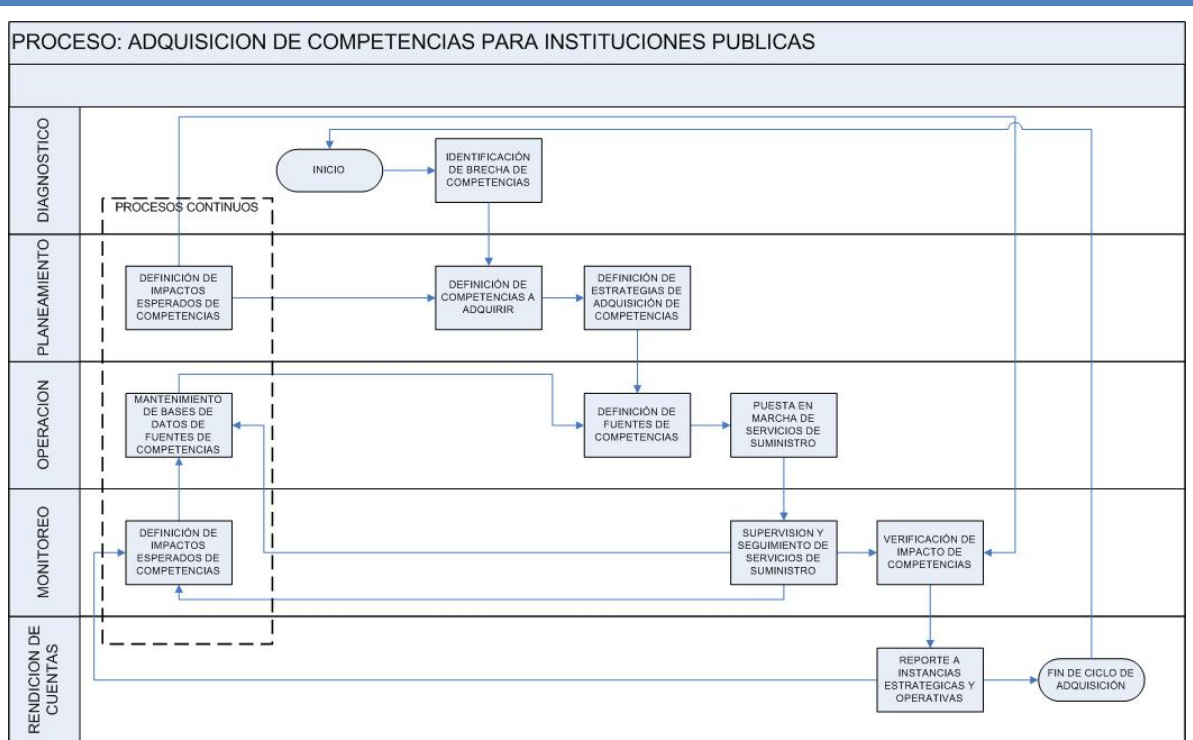 PROCESO: ADQUISICION DE COMPETENCIAS PARA INSTITUCIONES PUBLICAS
DIAGNOSTICO
INICIO
IDENTIFICACIÓN
DE BRECHA DE
COMPETENCIAS
PROCESOS CONTINUOS
PLANEAMIENTO
DEFINICIÓN DE
IMPACTOS
ESPERADOS DE
COMPETENCIAS
DEFINICIÓN DE
COMPETENCIAS A
ADQUIRIR
DEFINICIÓN DE
ESTRATEGIAS DE
ADQUISICIÓN DE
COMPETENCIAS
OPERACION
MANTENIMIENTO
DE BASES DE
DATOS DE
FUENTES DE
COMPETENCIAS
DEFINICIÓN DE
FUENTES DE
COMPETENCIAS
PUESTA EN
MARCHA DE
SERVICIOS DE
SUMINISTRO
MONITOREO
DEFINICIÓN DE
IMPACTOS
ESPERADOS DE
COMPETENCIAS
SUPERVISION Y
SEGUIMIENTO DE
SERVICIOS DE
SUMINISTRO
VERIFICACIÓN DE
IMPACTO DE
COMPETENCIAS
RENDICION DE
CUENTAS
REPORTE A
INSTANCIAS
ESTRATEGICAS Y
OPERATIVAS
FIN DE CICLO DE
ADQUISICIÓN